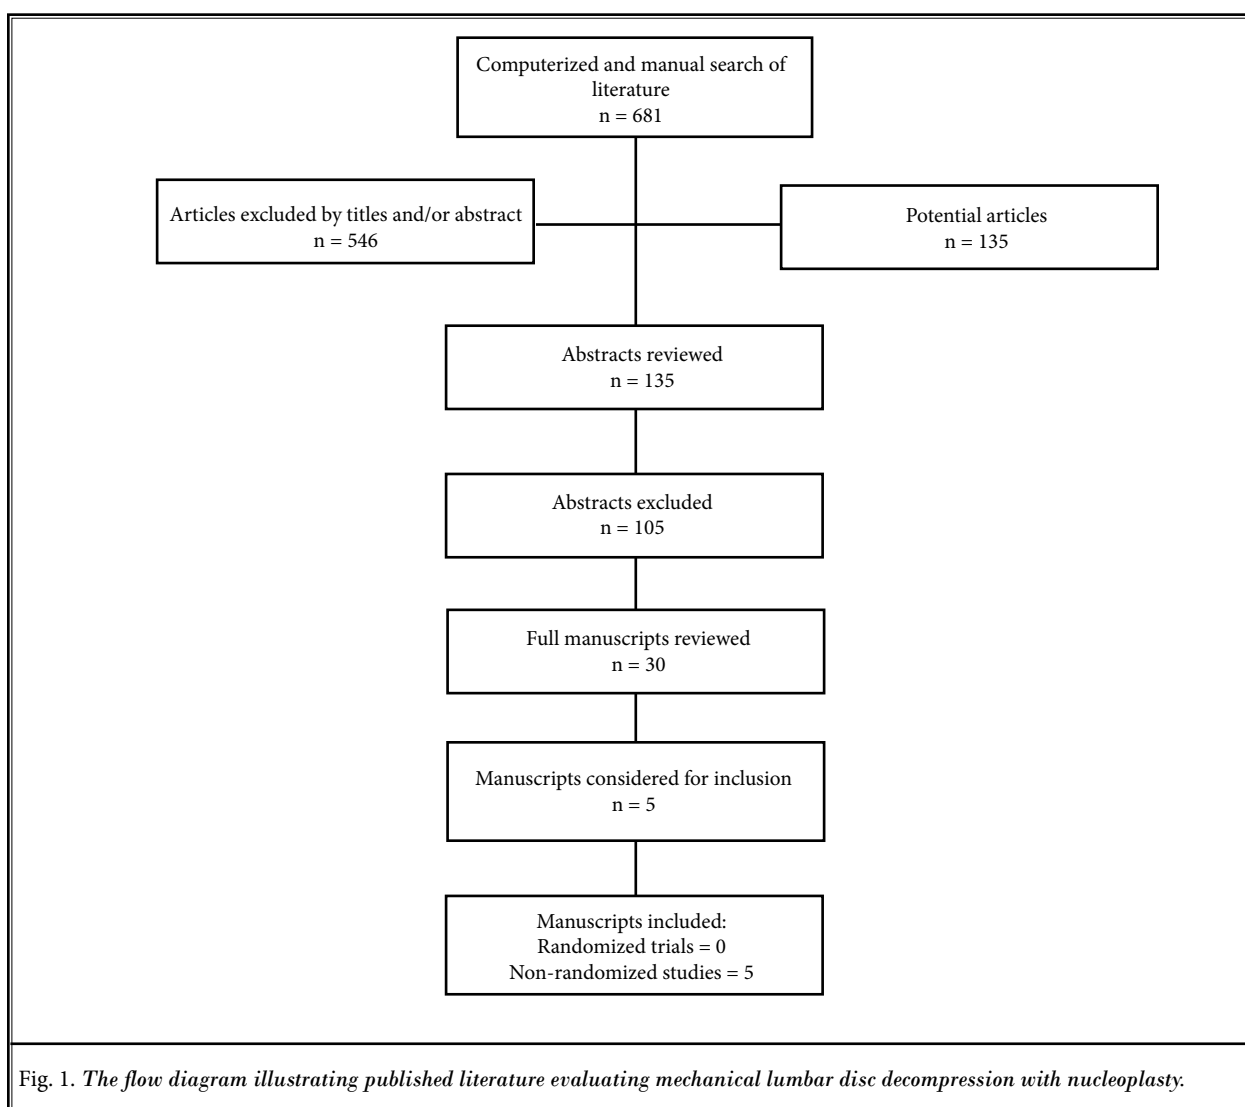 Computerized and manual search of
literature
n = 681
Articles excluded by titles and/or abstract
n = 546
Potential articles
n = 135
Abstracts reviewed
n = 135
Abstracts excluded
n = 105
Full manuscripts reviewed
n = 30
Manuscripts considered for inclusion
n = 5
Manuscripts included:
Randomized trials = 0
Non-randomized studies = 5
Fig. 1. The flow diagram illustrating published literature evaluating mechanical lumbar disc decompression with nucleoplasty.